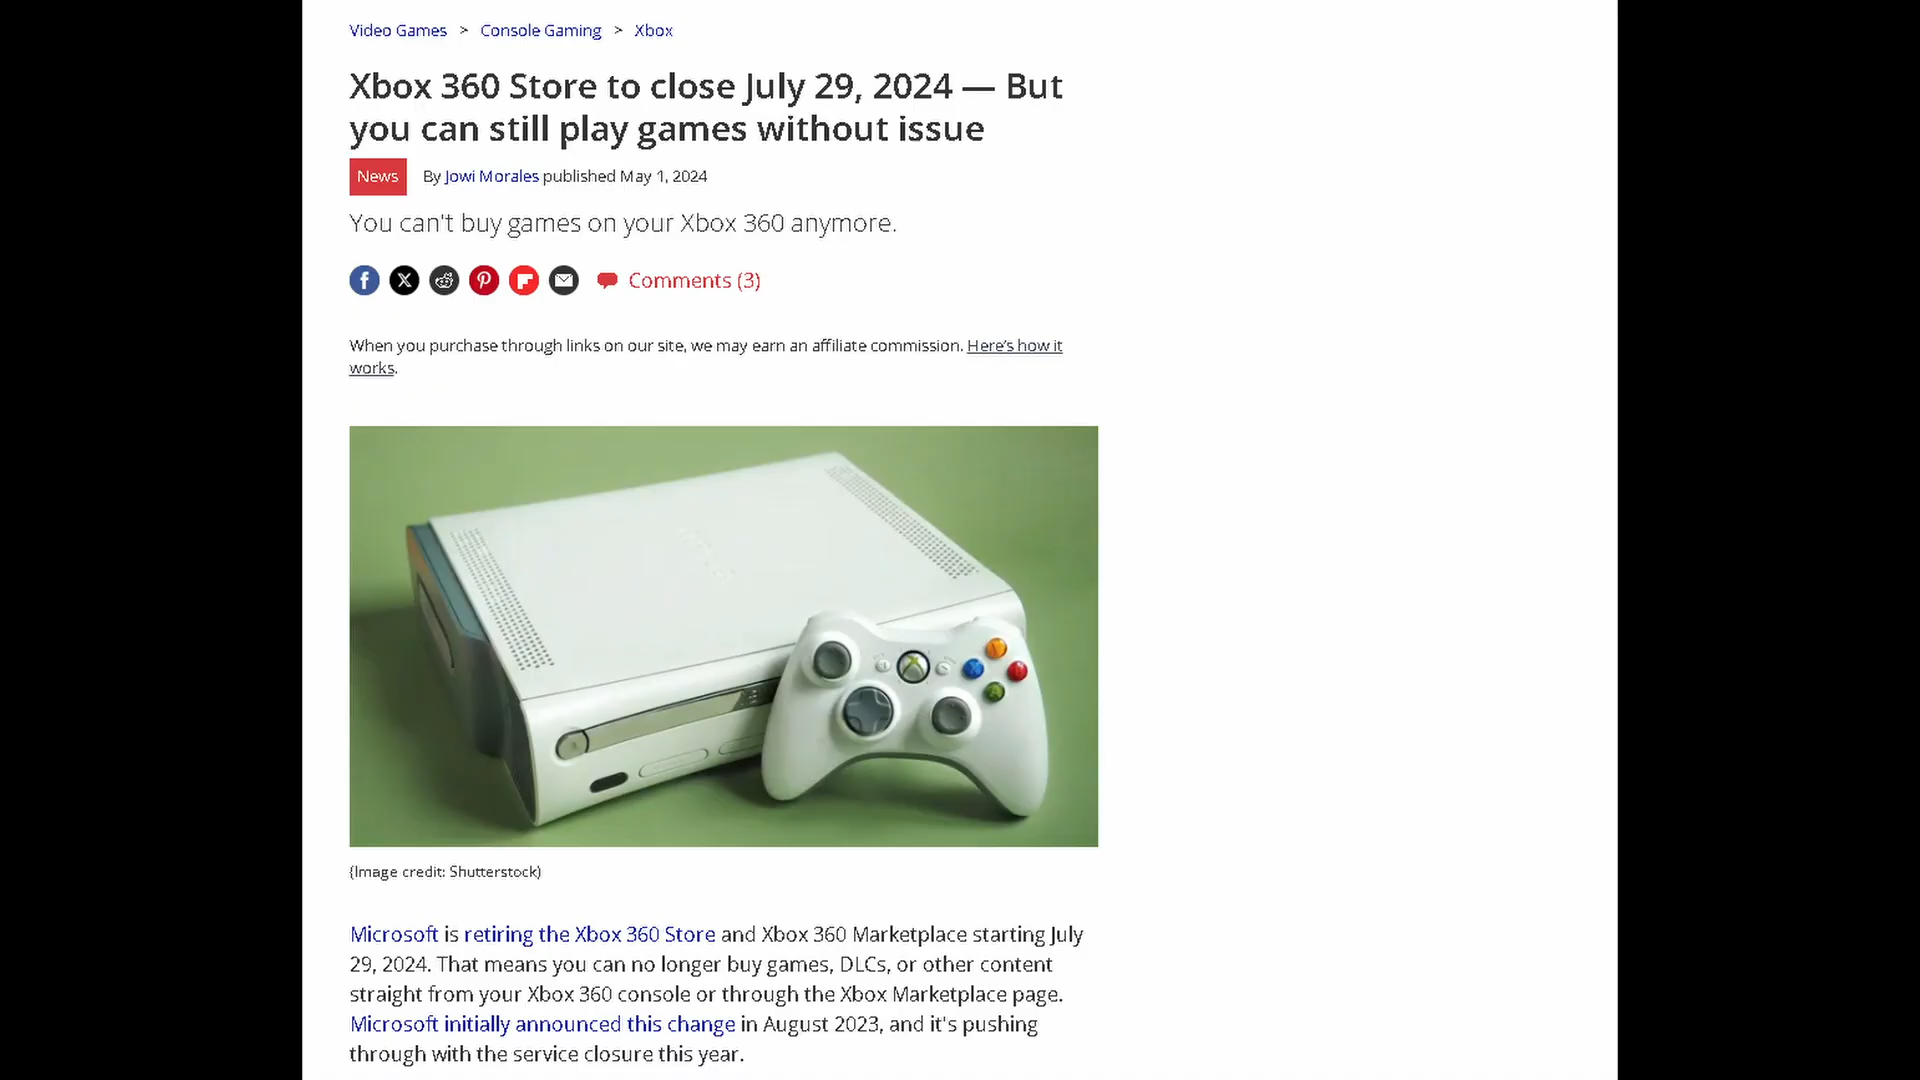 Video Games > Console Gaming > Xbox
Xbox 360 Store to close July 29, 2024 — But
you can still play games without issue
News By Jowi Morales published May 1, 2024
You can't buy games on your Xbox 360 anymore.
Comments (3)
When you purchase through links on our site, we may earn an affiliate commission. Here’s how it
works.
(Image credit: Shutterstock)
Microsoft is retiring the Xbox 360 Store and Xbox 360 Marketplace starting July
29, 2024. That means you can no longer buy games, DLCs, or other content
straight from your Xbox 360 console or through the Xbox Marketplace page.
Microsoft initially announced this change in August 2023, and it's pushing
through with the service closure this year.